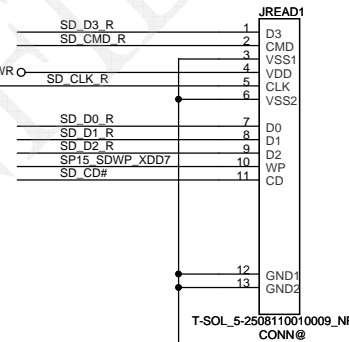 JREAD1
SD_D3_R 1 D3
SD_CMD_R 2 CMD
3 VSS1
WR 4 VDD
SD_CLK_R 5 CLK
6 VSS2
SD_D0_R 7 D0
SD_D1_R 8 D1
SD_D2_R 9 D2
SP15_SDWP_XDD7 10 WP
SD_CD# 11 CD
12 GND1
13 GND2
T-SOL_5-2508110010009_NR
CONN@